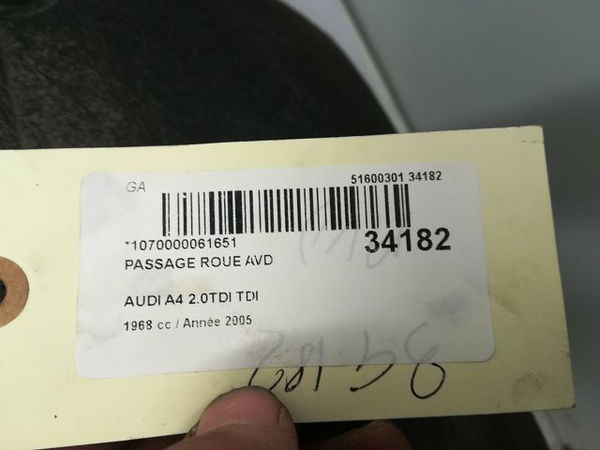 GA
51600301 34182
*1070000061651
34182
PASSAGE ROUE AVD
AUDI A4 2.0TDI TDI
1968 cc / Année 2005